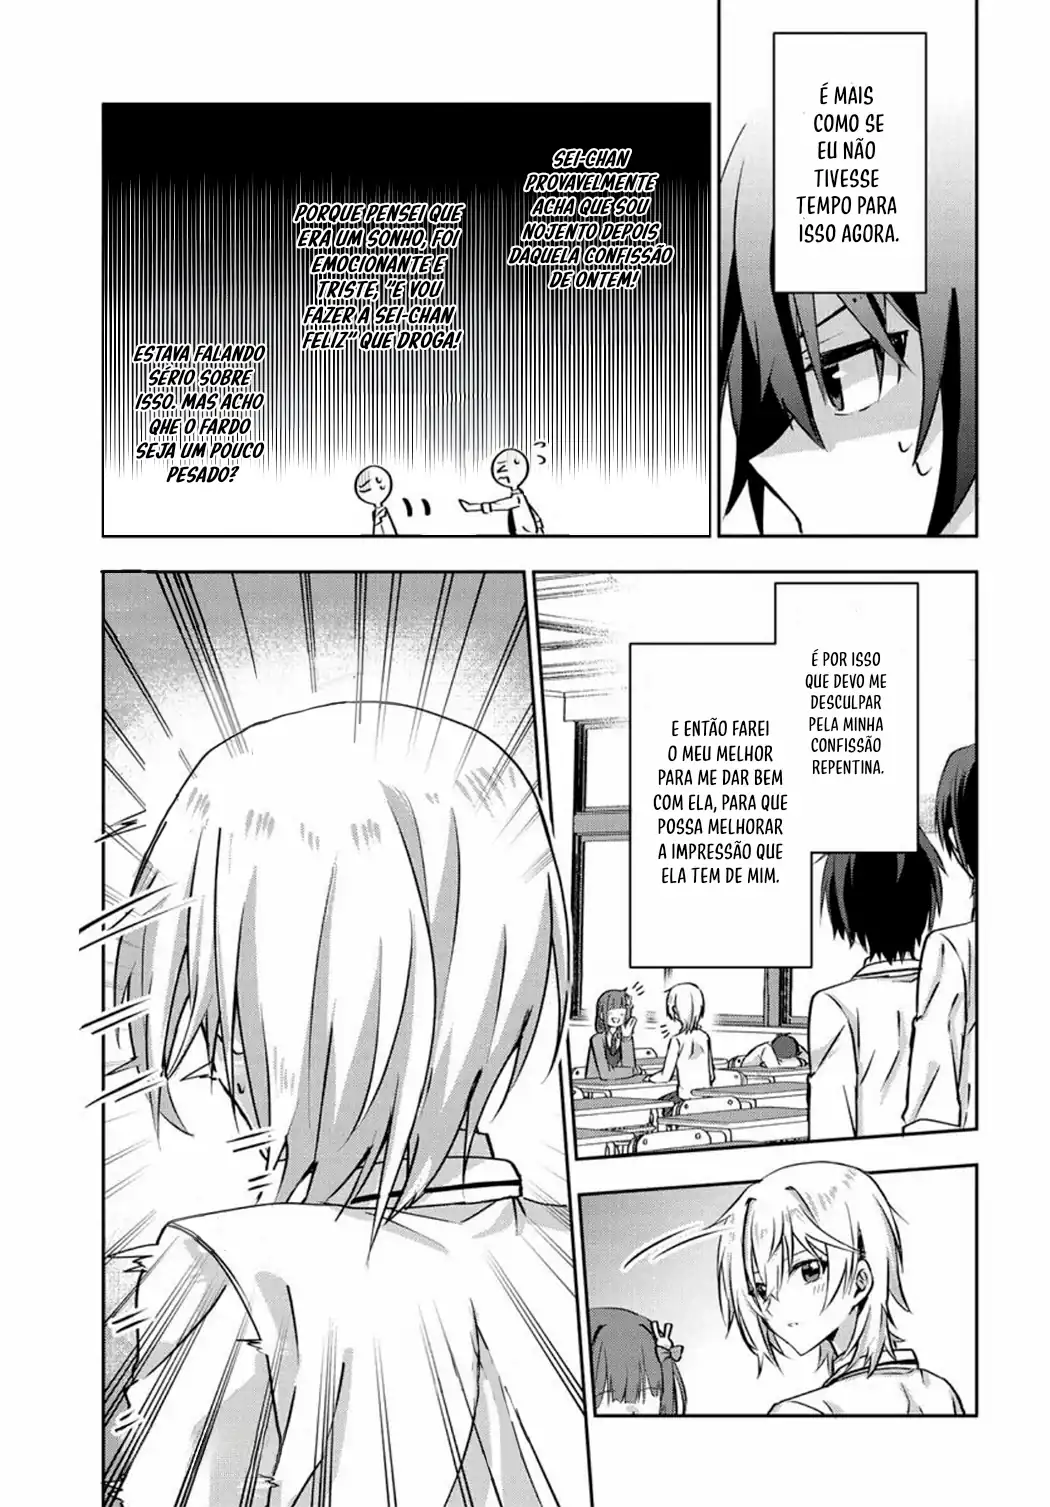 É MAIS
COMO SE
EU NÃO
TIVESSE
TEMPO PARA
ISSO AGORA.
SEI-CHAN
PROVAVELMENTE
ACHA QUE SOU
NOJENTO DEPOIS
DAQUELA CONFISSÃO
DE ONTEM!
PORQUE PENSEI QUE
ERA UM SONHO, FOI
EMOCIONANTE E
TRISTE, "E VOU
FAZER A SEI-CHAN
FELIZ" QUE DROGA!
ESTAVA FALANDO
SÉRIO SOBRE
ISSO. MAS ACHO
QHE O FARDO
SEJA UM POUCO
PESADO?
É POR ISSO
QUE DEVO ME
DESCULPAR
PELA MINHA
CONFISSÃO
REPENTINA.
E ENTÃO FAREI
O MEU MELHOR
PARA ME DAR BEM
COM ELA, PARA QUE
POSSA MELHORAR
A IMPRESSÃO QUE
ELA TEM DE MIM.